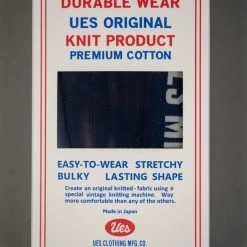 DURABLE WEAR
UES ORIGINAL
KNIT PRODUCT
PREMIUM COTTON
EASY-TO-WEAR STRETCHY
BULKY LASTING SHAPE
Create an original knitted-fabric using a
special vintage knitting machine. Way
more comfortable than any of the others.
Made in Japan
Ues
UES CLOTHING MFG.CO.